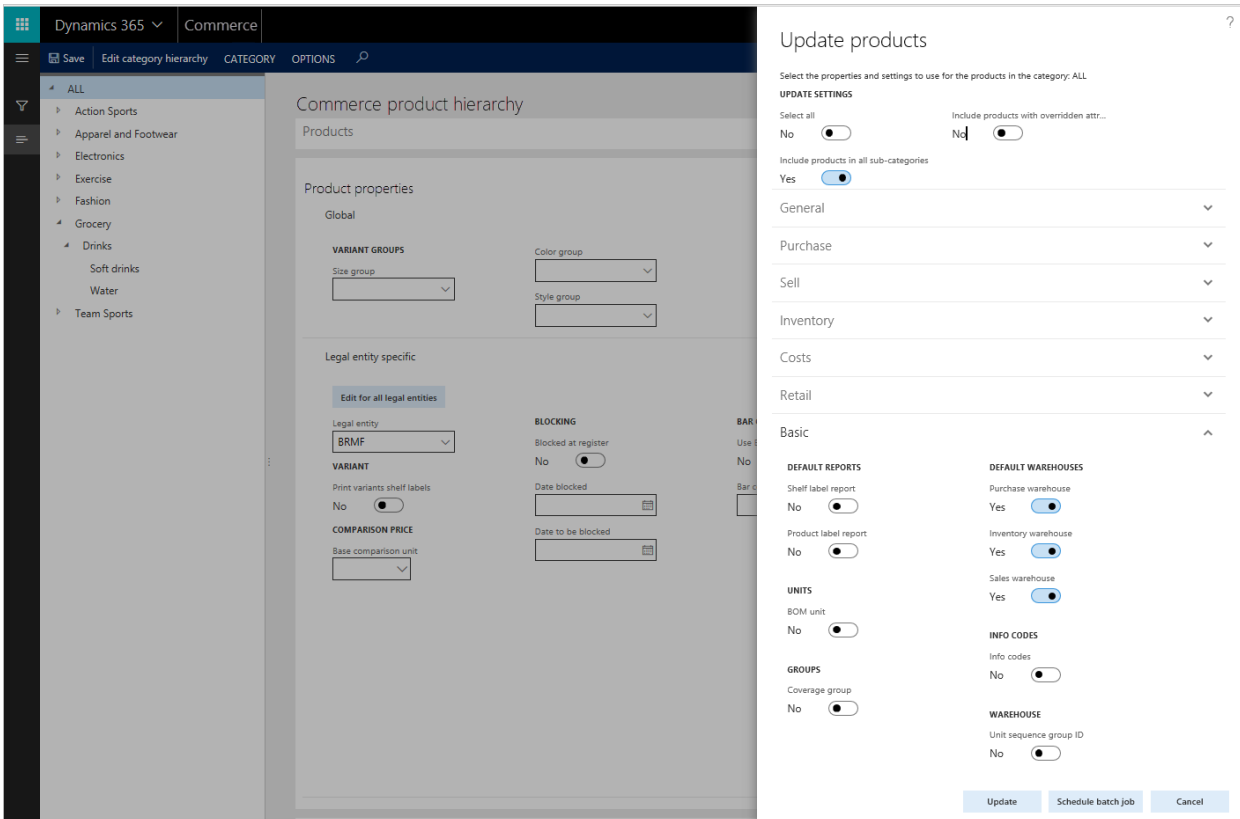 Dynamics 365 Commerce
?
Save Edit category hierarchy CATEGORY OPTIONS
ALL
Action Sports
Apparel and Footwear
Electronics
Exercise
Fashion
Grocery
Drinks
Soft drinks
Water
Team Sports
Commerce product hierarchy
Products
Product properties
Global
VARIANT GROUPS
Size group
Color group
Style group
Legal entity specific
Edit for all legal entities
Legal entity
BRMF
VARIANT
Print variants shelf labels
No
COMPARISON PRICE
Base comparison unit
BLOCKING
Blocked at register
No
Date blocked
Date to be blocked
BAR
Use
No
Bar
Update products
Select the properties and settings to use for the products in the category: ALL
UPDATE SETTINGS
Select all
No
Include products with overridden attr...
No
Include products in all sub-categories
Yes
General
Purchase
Sell
Inventory
Costs
Retail
Basic
DEFAULT REPORTS
Shelf label report
No
Product label report
No
UNITS
BOM unit
No
GROUPS
Coverage group
No
DEFAULT WAREHOUSES
Purchase warehouse
Yes
Inventory warehouse
Yes
Sales warehouse
Yes
INFO CODES
Info codes
No
WAREHOUSE
Unit sequence group ID
No
Update Schedule batch job Cancel